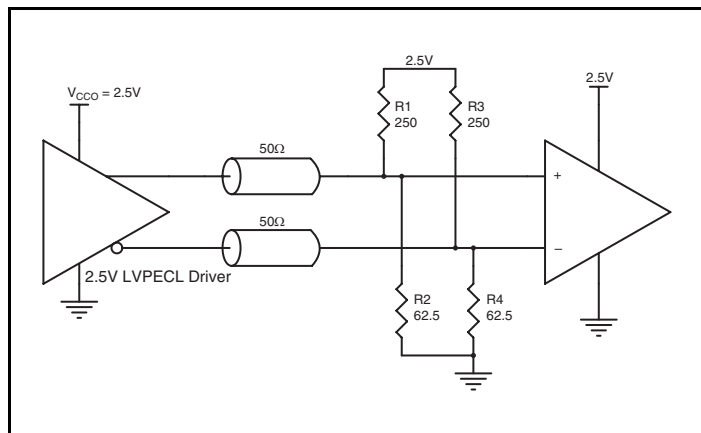 2.5V
V_CCO = 2.5V
2.5V
R1
250
R3
250
50Ω
+
50Ω
–
2.5V LVPECL Driver
R2
62.5
R4
62.5